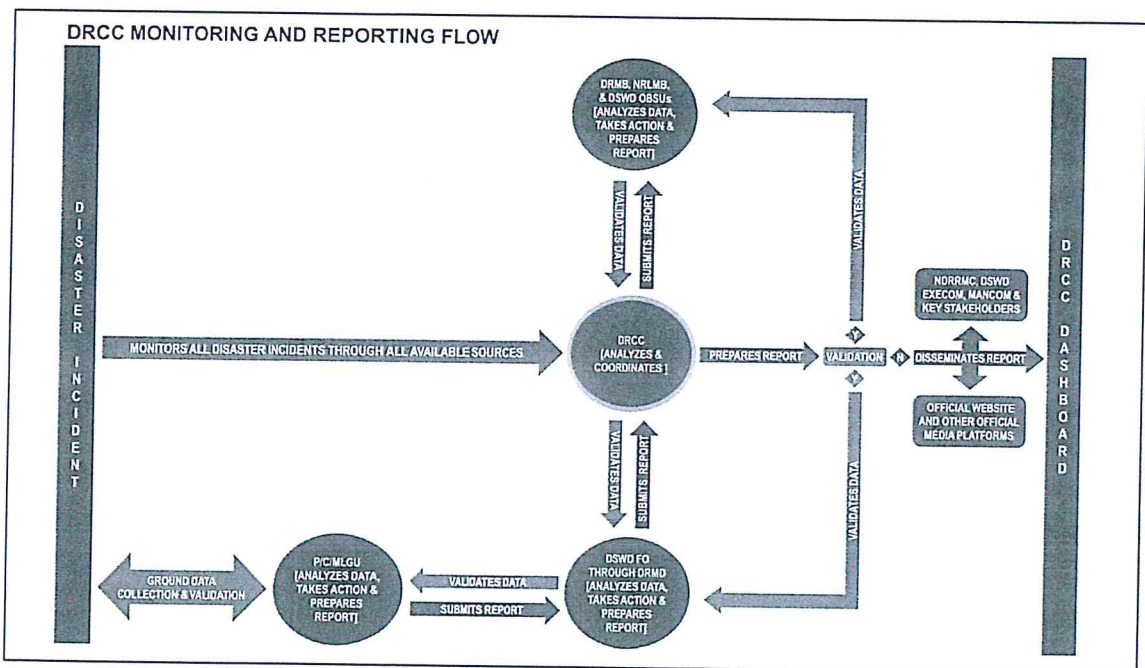 DRCC MONITORING AND REPORTING FLOW
DISASTER INCIDENT
DRMB, NRLMB,
& DSWD OBSUs
[ANALYZES DATA,
TAKES ACTION &
PREPARES
REPORT]
VALIDATES DATA
SUBMITS REPORT
VALIDATES DATA
MONITORS ALL DISASTER INCIDENTS THROUGH ALL AVAILABLE SOURCES
DRCC
[ANALYZES &
COORDINATES ]
PREPARES REPORT
Y
VALIDATION
N
Y
DISSEMINATES REPORT
NDRRMC, DSWD
EXECOM, MANCOM &
KEY STAKEHOLDERS
OFFICIAL WEBSITE
AND OTHER OFFICIAL
MEDIA PLATFORMS
DRCC DASHBOARD
VALIDATES DATA
SUBMITS REPORT
VALIDATES DATA
GROUND DATA
COLLECTION & VALIDATION
P/C/MLGU
[ANALYZES DATA,
TAKES ACTION &
PREPARES
REPORT]
VALIDATES DATA
SUBMITS REPORT
DSWD FO
THROUGH DRMD
[ANALYZES DATA,
TAKES ACTION &
PREPARES
REPORT]